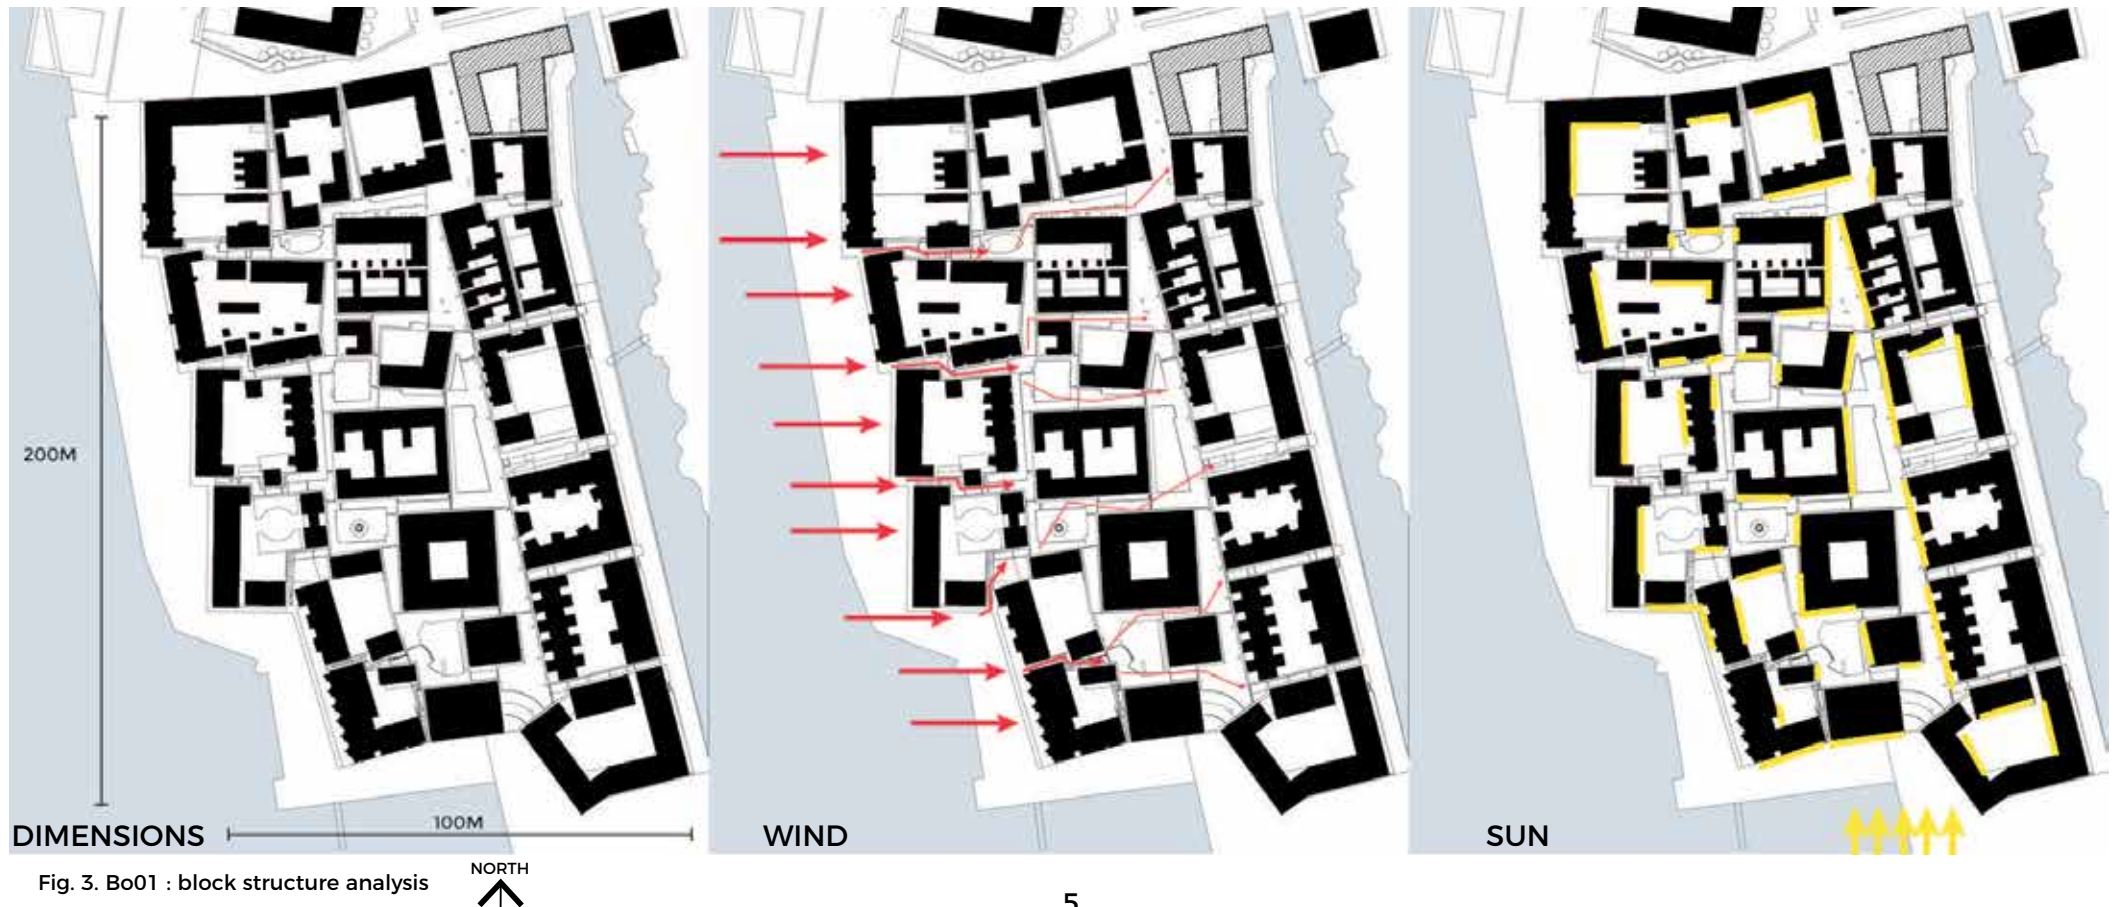 200M
100M
DIMENSIONS
WIND
SUN
Fig. 3. Bo01 : block structure analysis
NORTH
5